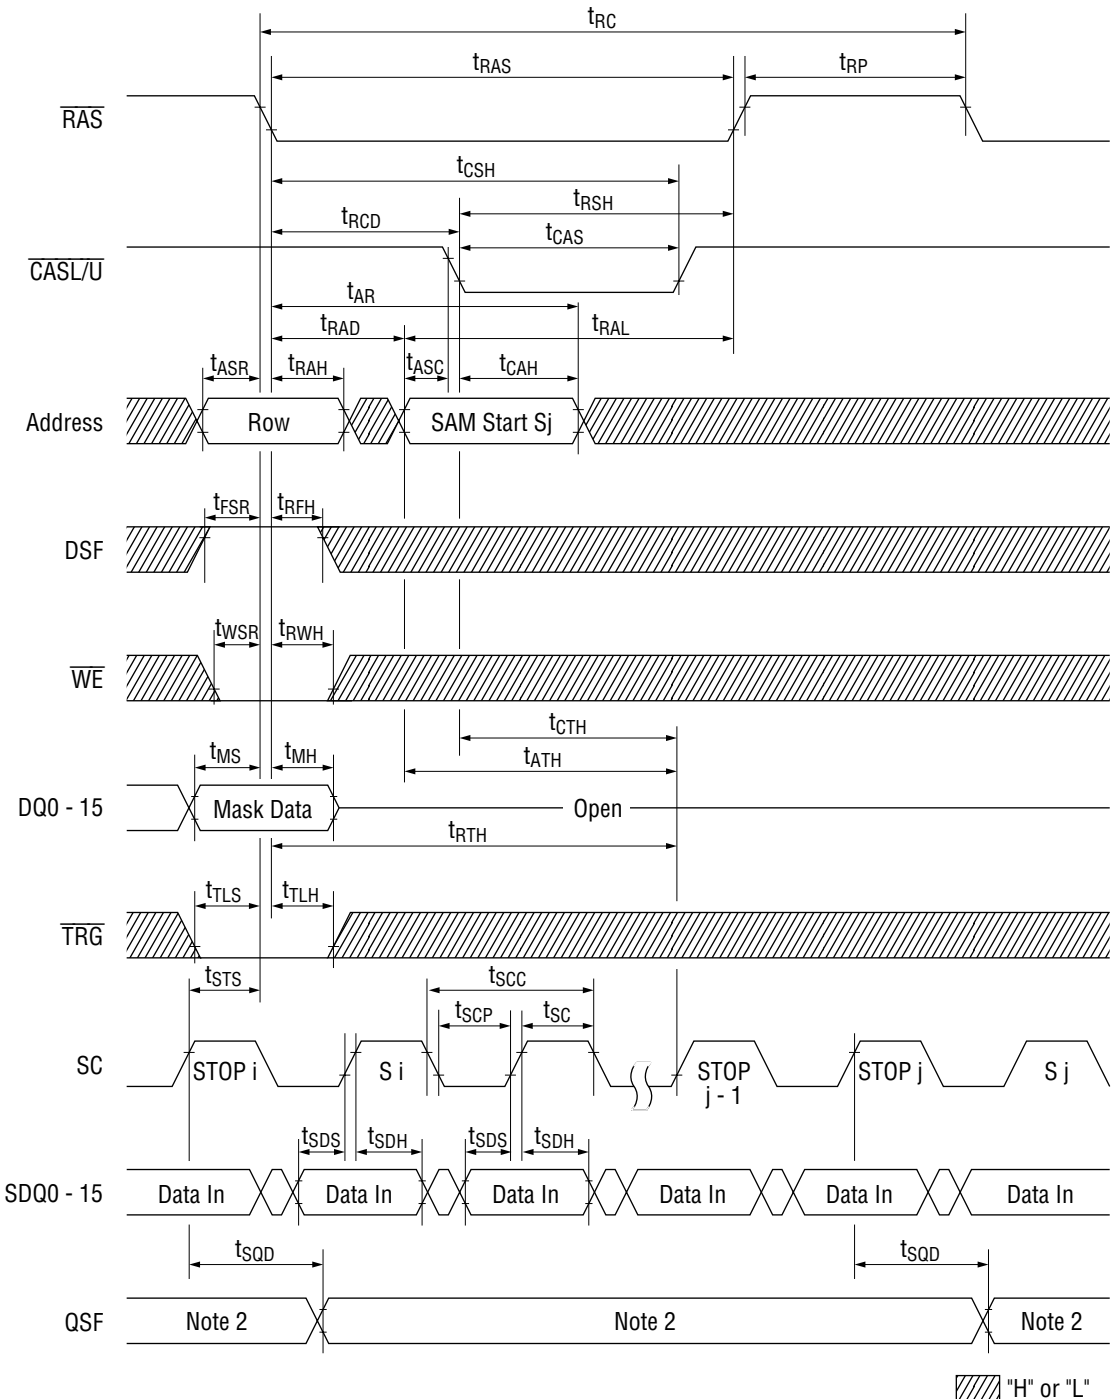 tRC
tRAS
tRP
RAS
tCSH
tRSH
tRCD
tCAS
CASL/U
tAR
tRAD
tRAL
tASR
tRAH
tASC
tCAH
Address
Row
SAM Start Sj
tFSR
tRFH
DSF
tWSR
tRWH
WE
tCTH
tATH
tMS
tMH
DQ0 - 15
Mask Data
Open
tRTH
tTLS
tTLH
TRG
tSTS
tSCC
tSCP
tSC
SC
STOP i
S i
STOP
j - 1
STOP j
S j
tSDS
tSDH
tSDS
tSDH
SDQ0 - 15
Data In
Data In
Data In
Data In
Data In
Data In
tSQD
tSQD
QSF
Note 2
Note 2
Note 2
"H" or "L"